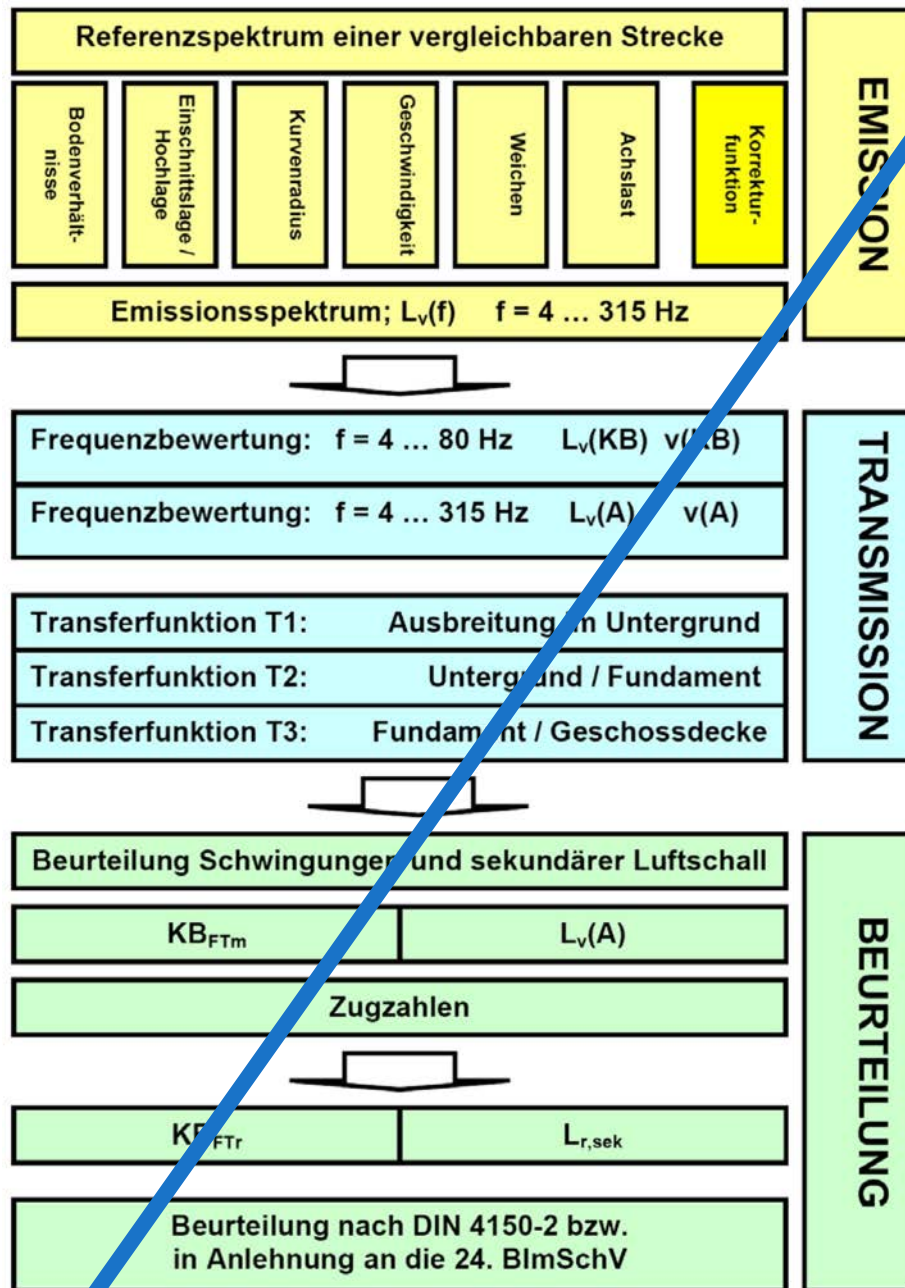 Referenzspektrum einer vergleichbaren Strecke
Bodenverhält-
nisse
Einschnittslage /
Hochlage
Kurvenradius
Geschwindigkeit
Weichen
Achslast
Korrektur-
funktion
Emissionsspektrum; Lv(f) f = 4 ... 315 Hz
EMISSION
Frequenzbewertung: f = 4 ... 80 Hz Lv(KB) v(KB)
Frequenzbewertung: f = 4 ... 315 Hz Lv(A) v(A)
Transferfunktion T1: Ausbreitung im Untergrund
Transferfunktion T2: Untergrund / Fundament
Transferfunktion T3: Fundament / Geschossdecke
TRANSMISSION
Beurteilung Schwingungen und sekundärer Luftschall
KBFTm Lv(A)
Zugzahlen
KBFTr Lr,sek
Beurteilung nach DIN 4150-2 bzw.
in Anlehnung an die 24. BImSchV
BEURTEILUNG